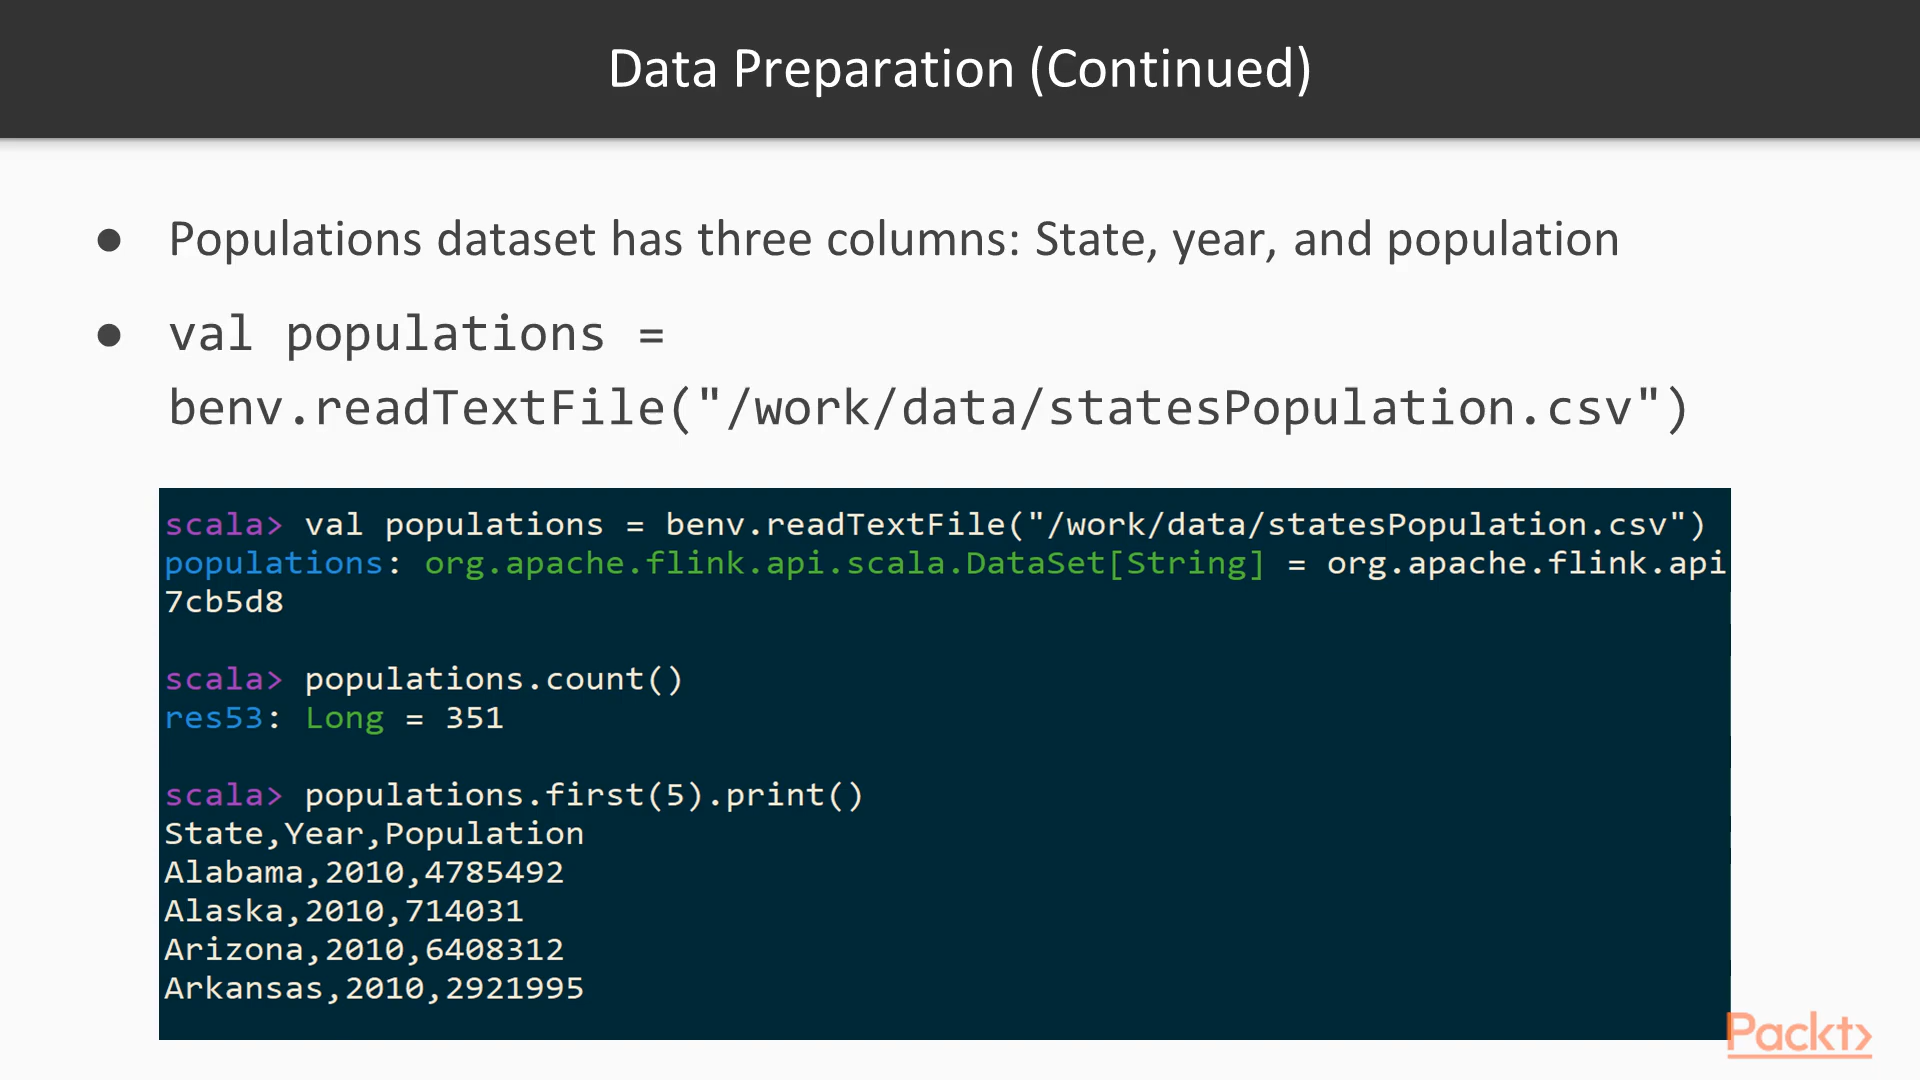 Data Preparation (Continued)
● Populations dataset has three columns: State, year, and population
● val populations =
benv.readTextFile("/work/data/statesPopulation.csv")
scala> val populations = benv.readTextFile("/work/data/statesPopulation.csv")
populations: org.apache.flink.api.scala.DataSet[String] = org.apache.flink.api
7cb5d8
scala> populations.count()
res53: Long = 351
scala> populations.first(5).print()
State,Year,Population
Alabama,2010,4785492
Alaska,2010,714031
Arizona,2010,6408312
Arkansas,2010,2921995
Packt>